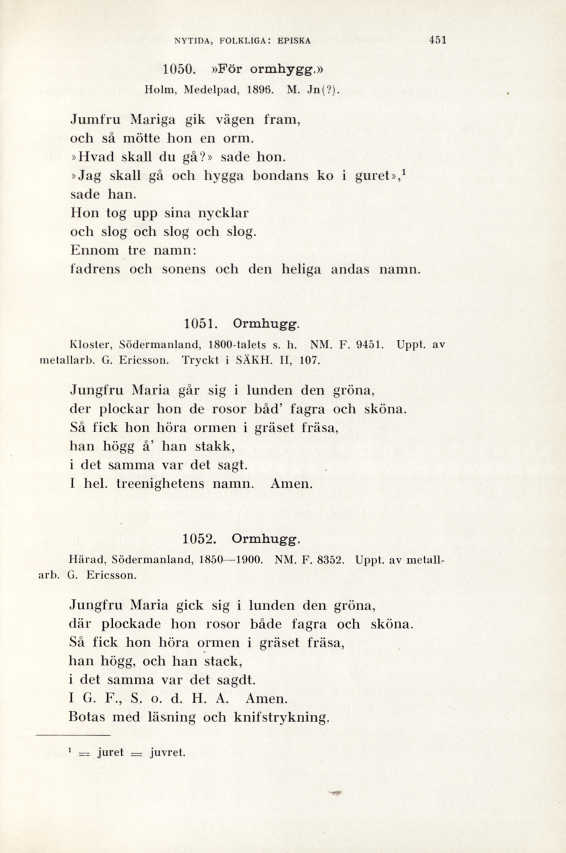 NYTIDA, FOLKLIGA: EPISKA 451
1050. »För ormhygg.»
Holm, Medelpad, 1896. M. Jn(?).
Jumfru Mariga gik vägen fram,
och så mötte hon en orm.
»Hvad skall du gå?» sade hon.
»Jag skall gå och hygga bondans ko i guret»,¹
sade han.
Hon tog upp sina nycklar
och slog och slog och slog.
Ennom tre namn:
fadrens och sonens och den heliga andas namn.
1051. Ormhugg.
Kloster, Södermanland, 1800-talets s. h. NM. F. 9451. Uppt. av
metallarb. G. Ericsson. Tryckt i SÄKH. II, 107.
Jungfru Maria går sig i lunden den gröna,
der plockar hon de rosor båd' fagra och sköna.
Så fick hon höra ormen i gräset fräsa,
han högg å' han stakk,
i det samma var det sagt.
I hel. treenighetens namn. Amen.
1052. Ormhugg.
Härad, Södermanland, 1850—1900. NM. F. 8352. Uppt. av metall-
arb. G. Ericsson.
Jungfru Maria gick sig i lunden den gröna,
där plockade hon rosor både fagra och sköna.
Så fick hon höra ormen i gräset fräsa,
han högg, och han stack,
i det samma var det sagdt.
I G. F., S. o. d. H. A. Amen.
Botas med läsning och knifstrykning.
¹ = juret = juvret.